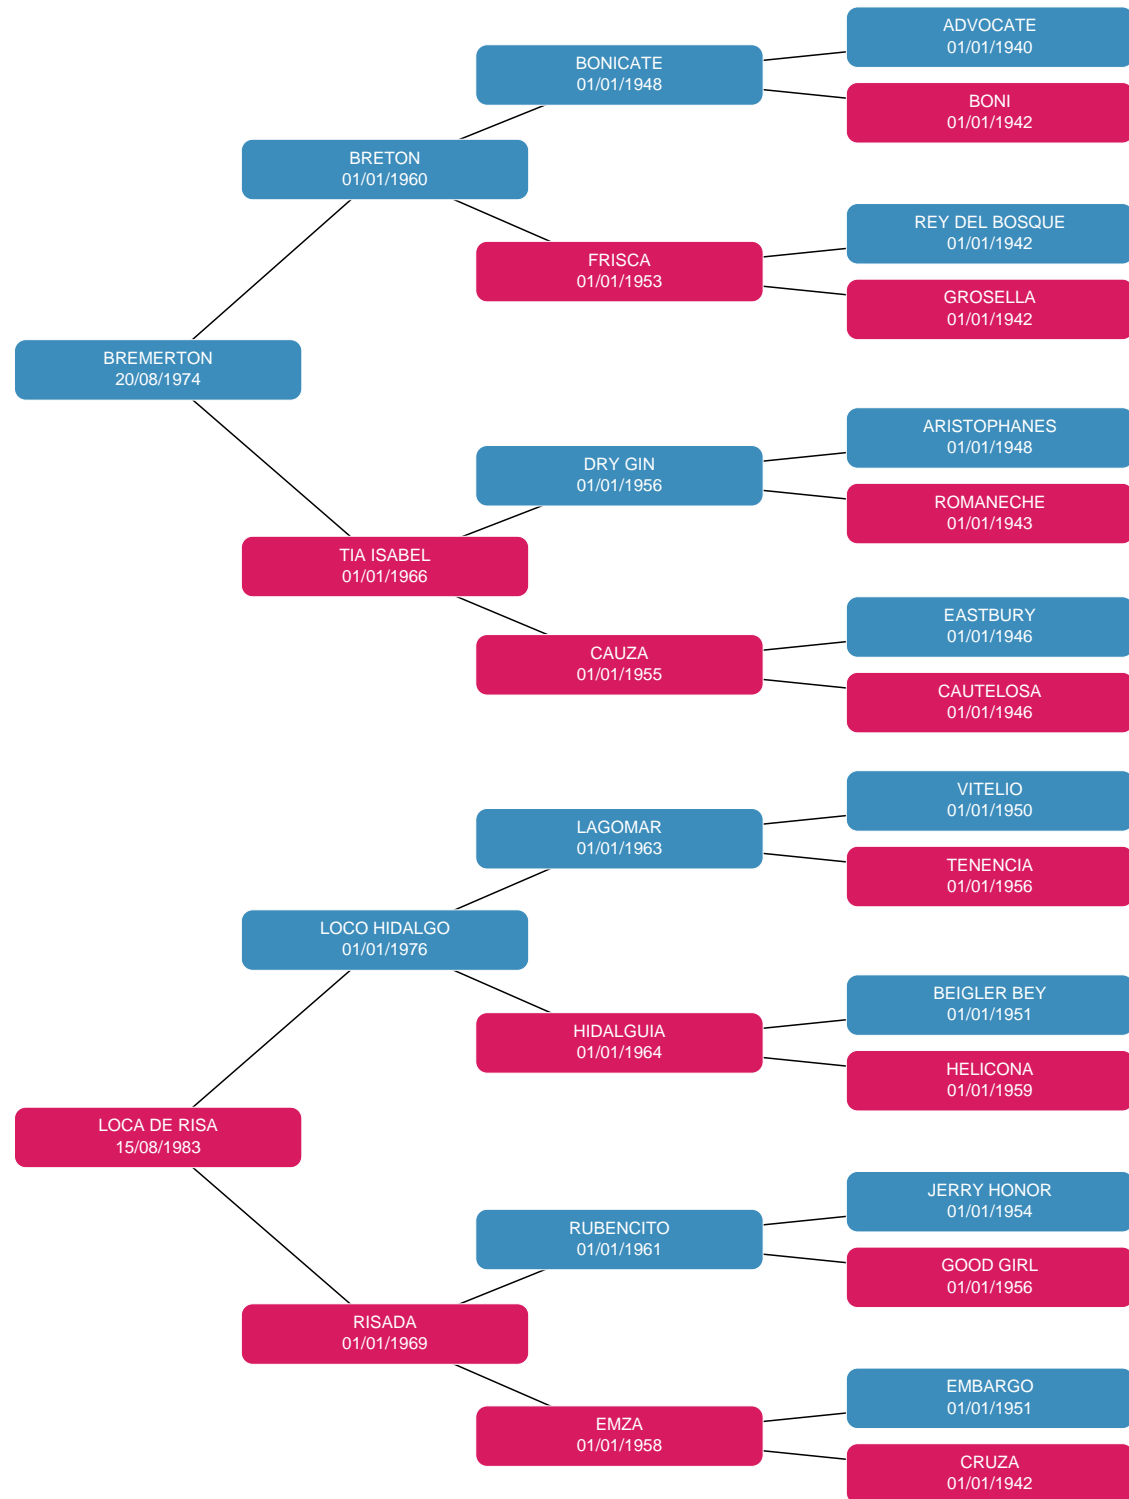 ADVOCATE
01/01/1940
BONICATE
01/01/1948
BONI
01/01/1942
BRETON
01/01/1960
REY DEL BOSQUE
01/01/1942
FRISCA
01/01/1953
GROSELLA
01/01/1942
BREMERTON
20/08/1974
ARISTOPHANES
01/01/1948
DRY GIN
01/01/1956
ROMANECHE
01/01/1943
TIA ISABEL
01/01/1966
EASTBURY
01/01/1946
CAUZA
01/01/1955
CAUTELOSA
01/01/1946
VITELIO
01/01/1950
LAGOMAR
01/01/1963
TENENCIA
01/01/1956
LOCO HIDALGO
01/01/1976
BEIGLER BEY
01/01/1951
HIDALGUIA
01/01/1964
HELICONA
01/01/1959
LOCA DE RISA
15/08/1983
JERRY HONOR
01/01/1954
RUBENCITO
01/01/1961
GOOD GIRL
01/01/1956
RISADA
01/01/1969
EMBARGO
01/01/1951
EMZA
01/01/1958
CRUZA
01/01/1942